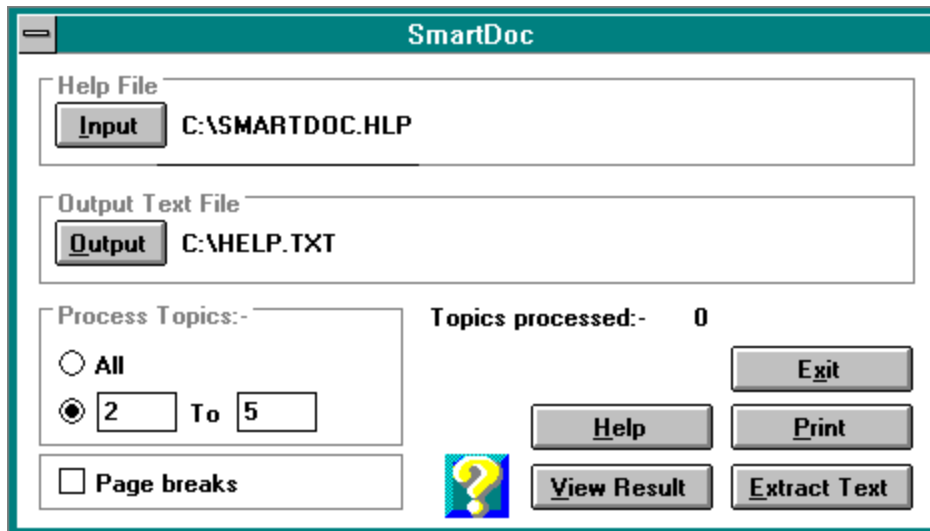 SmartDoc
Help File
Input C:\SMARTDOC.HLP
Output Text File
Output C:\HELP.TXT
Process Topics:-
Topics processed:- 0
All
Exit
2 To 5
Help
Print
Page breaks
View Result
Extract Text